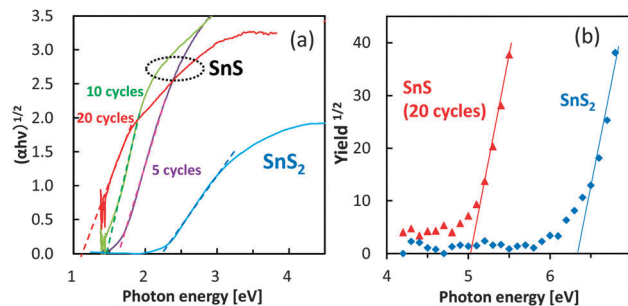 (a)
SnS
10 cycles
20 cycles
5 cycles
SnS2
(αhν) 1/2
3.5
3.0
2.5
2.0
1.5
1.0
0.5
0.0
1 2 3 4
Photon energy [eV]
(b)
SnS
(20 cycles)
SnS2
Yield 1/2
40
30
20
10
0
4 5 6
Photon energy [eV]